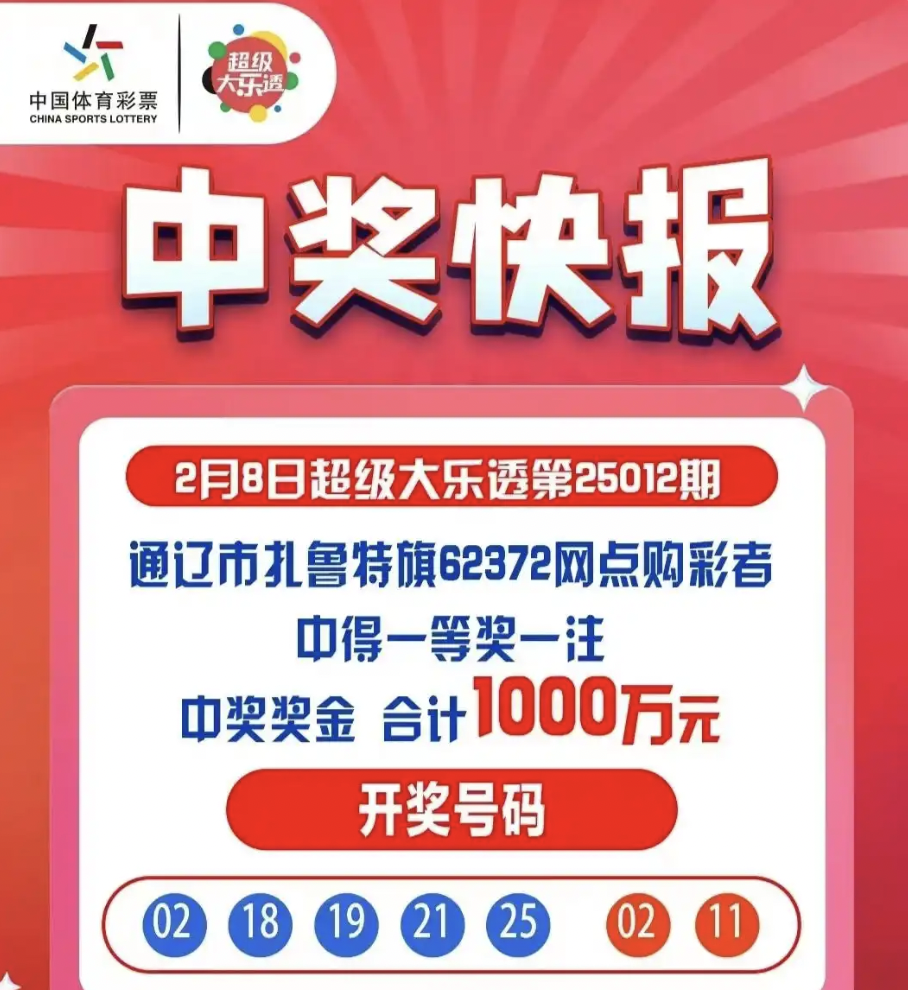 中国体育彩票
CHINA SPORTS LOTTERY
超级
大乐透
中奖快报
2月8日超级大乐透第25012期
通辽市扎鲁特旗62372网点购彩者
中得一等奖一注
中奖奖金 合计1000万元
开奖号码
02 18 19 21 25 02 11